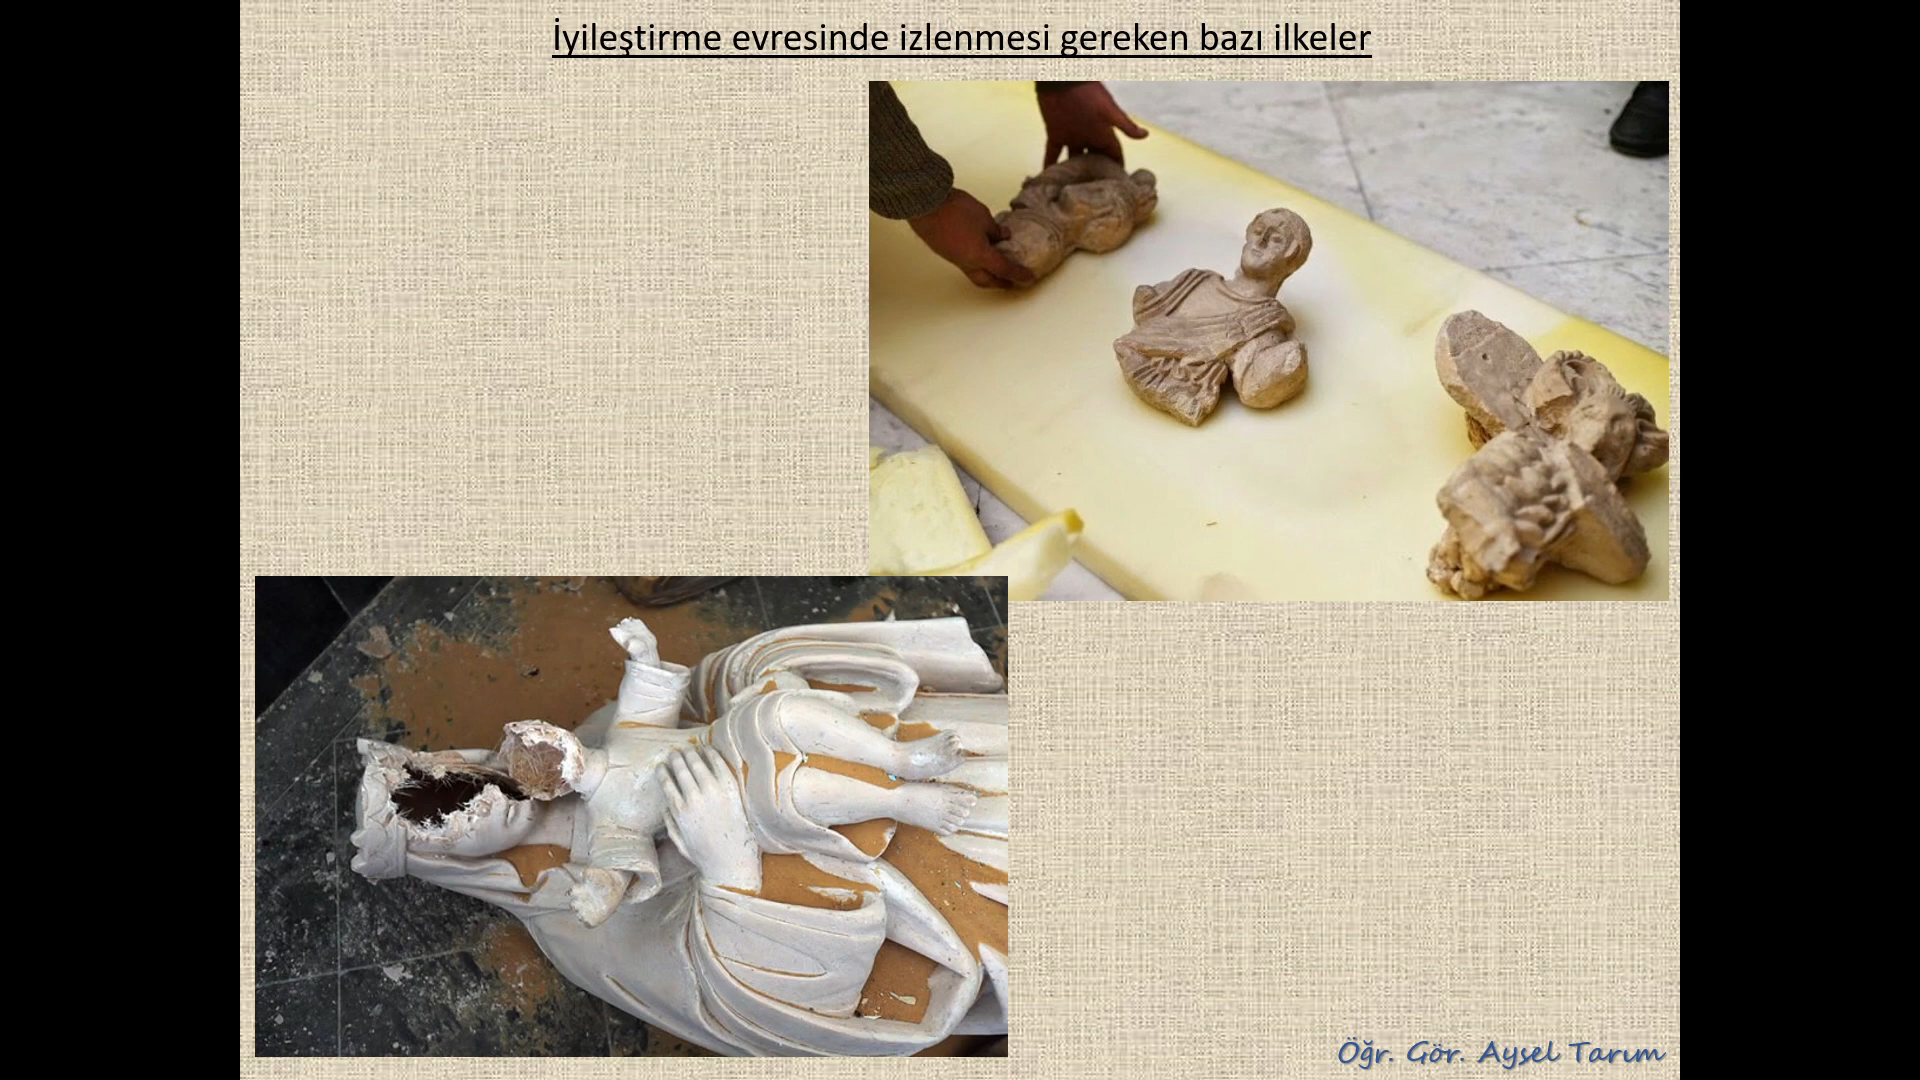 İyileştirme evresinde izlenmesi gereken bazı ilkeler
Öğr. Gör. Aysel Tarım